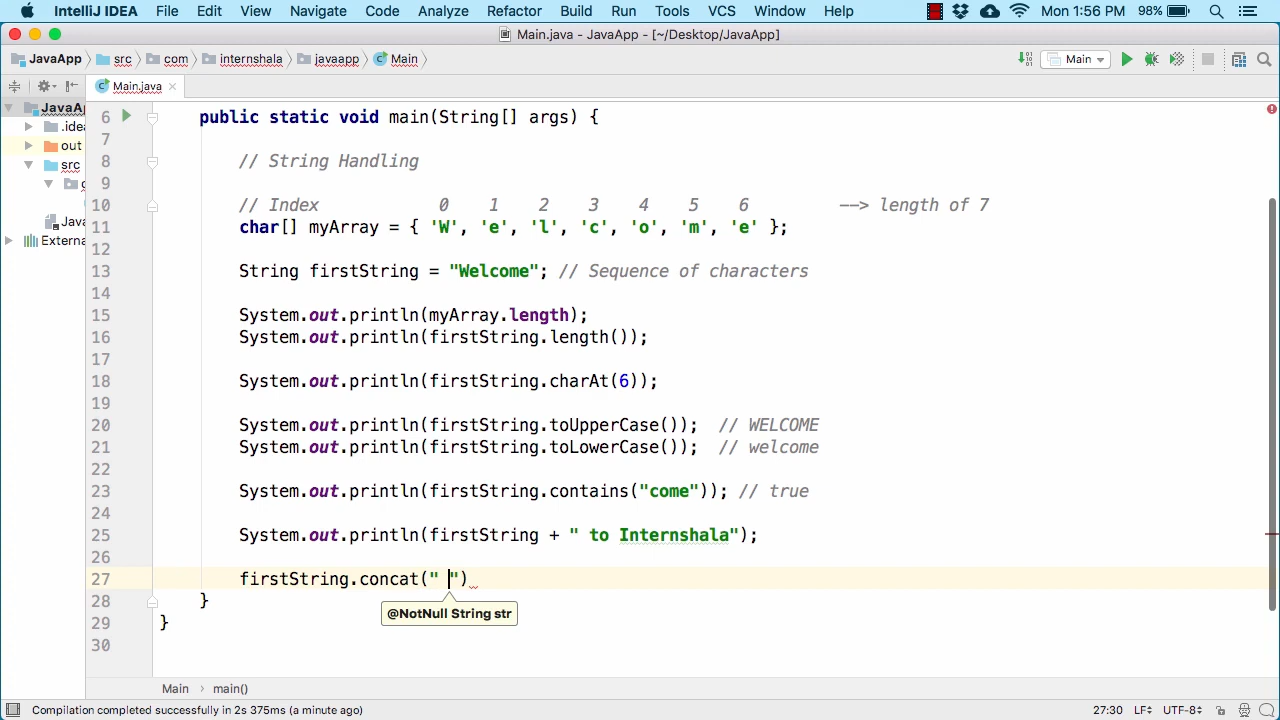 IntelliJ IDEA File Edit View Navigate Code Analyze Refactor Build Run Tools VCS Window Help Mon 1:56 PM 98%
Main.java - JavaApp - [~/Desktop/JavaApp]
JavaApp src com internshala javaapp Main Main
Main.java
JavaAp
.idea
out
src
c
Java
Externa
6 public static void main(String[] args) {
7
8 // String Handling
9
10 // Index 0 1 2 3 4 5 6 --> length of 7
11 char[] myArray = { 'W', 'e', 'l', 'c', 'o', 'm', 'e' };
12
13 String firstString = "Welcome"; // Sequence of characters
14
15 System.out.println(myArray.length);
16 System.out.println(firstString.length());
17
18 System.out.println(firstString.charAt(6));
19
20 System.out.println(firstString.toUpperCase()); // WELCOME
21 System.out.println(firstString.toLowerCase()); // welcome
22
23 System.out.println(firstString.contains("come")); // true
24
25 System.out.println(firstString + " to Internshala");
26
27 firstString.concat(" ")
28 }
@NotNull String str
29 }
30
Main › main()
Compilation completed successfully in 2s 375ms (a minute ago) 27:30 LF UTF-8